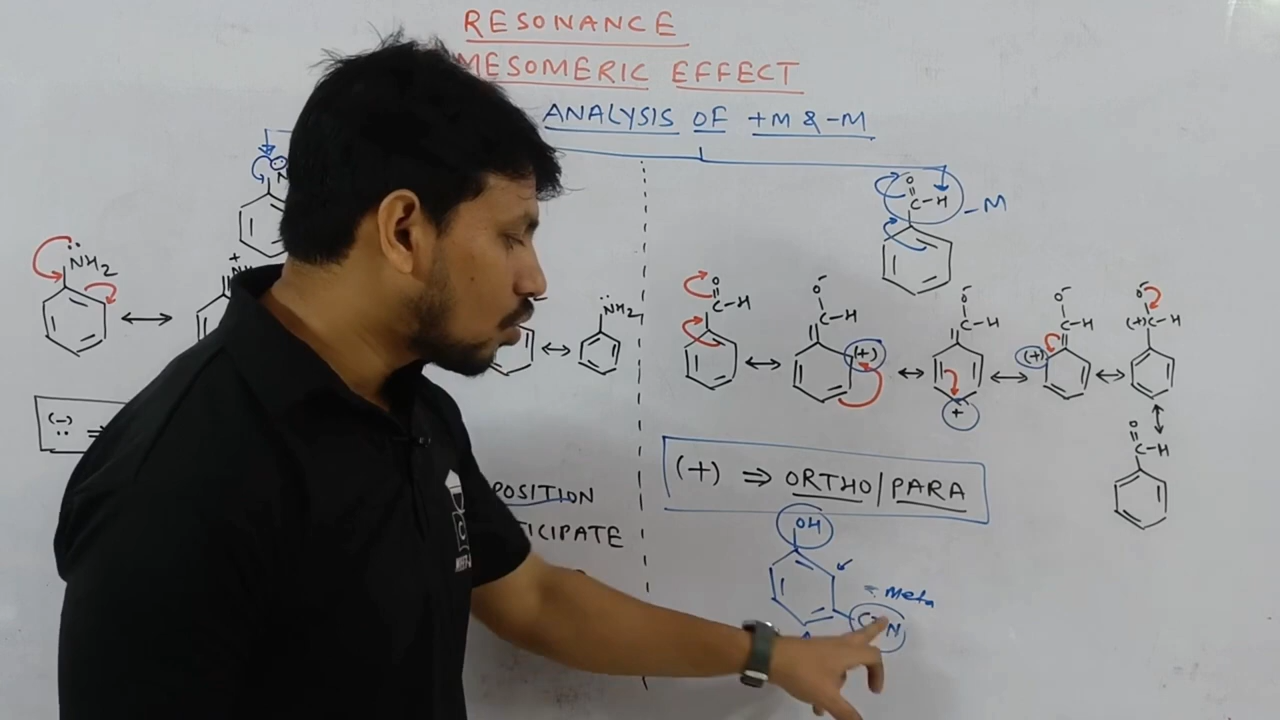 RESONANCE
MESOMERIC EFFECT
ANALYSIS OF +M & -M
O
C-H
-M
+
NH2
NH2
O
C-H
O-
C-H
(+)
O-
C-H
+
O-
C-H
(+)
O-
(+)C-H
O
C-H
(-)
⇒
(+) ⇒ ORTHO/PARA
POSITION
TICIPATE
OH
Meta
N